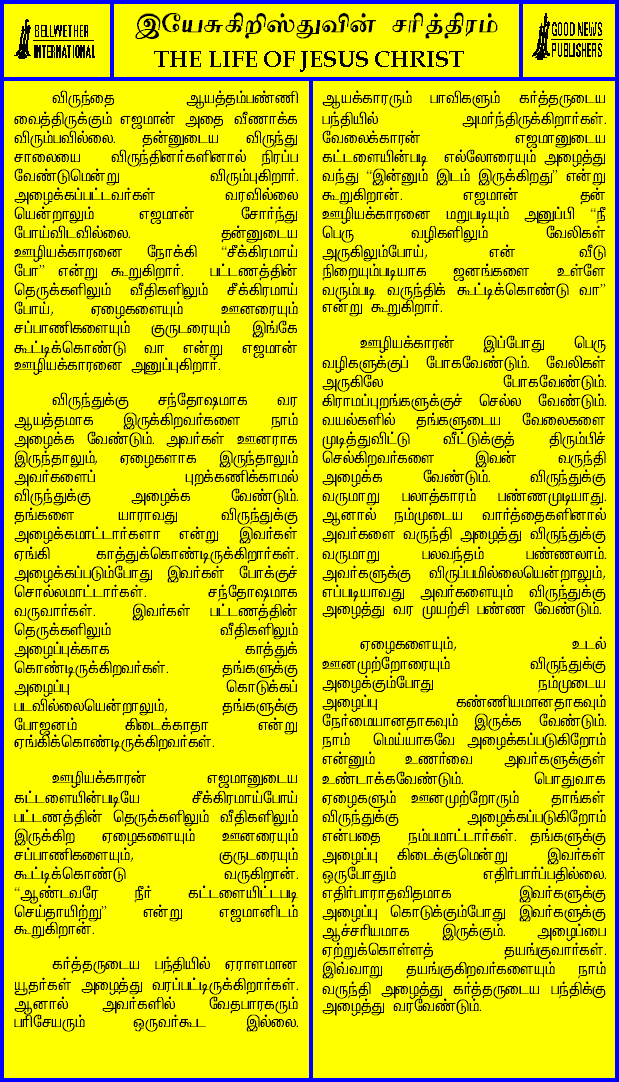 BELLWETHER
INTERNATIONAL
இயேசுகிறிஸ்துவின் சரித்திரம்
THE LIFE OF JESUS CHRIST
GOOD NEWS
PUBLISHERS
விருந்தை ஆயத்தம்பண்ணி
வைத்திருக்கும் எஜமான் அதை வீணாக்க
விரும்பவில்லை. தன்னுடைய விருந்து
சாலையை விருந்தினர்களினால் நிரப்ப
வேண்டுமென்று விரும்புகிறார்.
அழைக்கப்பட்டவர்கள் வரவில்லை
யென்றாலும் எஜமான் சோர்ந்து
போய்விடவில்லை. தன்னுடைய
ஊழியக்காரனை நோக்கி “சீக்கிரமாய்
போ” என்று கூறுகிறார். பட்டணத்தின்
தெருக்களிலும் வீதிகளிலும் சீக்கிரமாய்
போய், ஏழைகளையும் ஊனரையும்
சப்பாணிகளையும் குருடரையும் இங்கே
கூட்டிக்கொண்டு வா என்று எஜமான்
ஊழியக்காரனை அனுப்புகிறார்.
விருந்துக்கு சந்தோஷமாக வர
ஆயத்தமாக இருக்கிறவர்களை நாம்
அழைக்க வேண்டும். அவர்கள் ஊனராக
இருந்தாலும், ஏழைகளாக இருந்தாலும்
அவர்களைப் புறக்கணிக்காமல்
விருந்துக்கு அழைக்க வேண்டும்.
தங்களை யாராவது விருந்துக்கு
அழைக்கமாட்டார்களா என்று இவர்கள்
ஏங்கி காத்துக்கொண்டிருக்கிறார்கள்.
அழைக்கப்படும்போது இவர்கள் போக்குச்
சொல்லமாட்டார்கள். சந்தோஷமாக
வருவார்கள். இவர்கள் பட்டணத்தின்
தெருக்களிலும் வீதிகளிலும்
அழைப்புக்காக காத்துக்
கொண்டிருக்கிறவர்கள். தங்களுக்கு
அழைப்பு கொடுக்கப்
படவில்லையென்றாலும், தங்களுக்கு
போஜனம் கிடைக்காதா என்று
ஏங்கிக்கொண்டிருக்கிறவர்கள்.
ஊழியக்காரன் எஜமானுடைய
கட்டளையின்படியே சீக்கிரமாய்போய்
பட்டணத்தின் தெருக்களிலும் வீதிகளிலும்
இருக்கிற ஏழைகளையும் ஊனரையும்
சப்பாணிகளையும், குருடரையும்
கூட்டிக்கொண்டு வருகிறான்.
“ஆண்டவரே நீர் கட்டளையிட்டபடி
செய்தாயிற்று” என்று எஜமானிடம்
கூறுகிறான்.
கர்த்தருடைய பந்தியில் ஏராளமான
யூதர்கள் அழைத்து வரப்பட்டிருக்கிறார்கள்.
ஆனால் அவர்களில் வேதபாரகரும்
பரிசேயரும் ஒருவர்கூட இல்லை.
ஆயக்காரரும் பாவிகளும் கர்த்தருடைய
பந்தியில் அமர்ந்திருக்கிறார்கள்.
வேலைக்காரன் எஜமானுடைய
கட்டளையின்படி எல்லோரையும் அழைத்து
வந்து “இன்னும் இடம் இருக்கிறது” என்று
கூறுகிறான். எஜமான் தன்
ஊழியக்காரனை மறுபடியும் அனுப்பி “நீ
பெரு வழிகளிலும் வேலிகள்
அருகிலும்போய், என் வீடு
நிறையும்படியாக ஜனங்களை உள்ளே
வரும்படி வருந்திக் கூட்டிக்கொண்டு வா”
என்று கூறுகிறார்.
ஊழியக்காரன் இப்போது பெரு
வழிகளுக்குப் போகவேண்டும். வேலிகள்
அருகிலே போகவேண்டும்.
கிராமப்புறங்களுக்குச் செல்ல வேண்டும்.
வயல்களில் தங்களுடைய வேலைகளை
முடித்துவிட்டு வீட்டுக்குத் திரும்பிச்
செல்கிறவர்களை இவன் வருந்தி
அழைக்க வேண்டும். விருந்துக்கு
வருமாறு பலாத்காரம் பண்ணமுடியாது.
ஆனால் நம்முடைய வார்த்தைகளினால்
அவர்களை வருந்தி அழைத்து விருந்துக்கு
வருமாறு பலவந்தம் பண்ணலாம்.
அவர்களுக்கு விருப்பமில்லையென்றாலும்,
எப்படியாவது அவர்களையும் விருந்துக்கு
அழைத்து வர முயற்சி பண்ண வேண்டும்.
ஏழைகளையும், உடல்
ஊனமுற்றோரையும் விருந்துக்கு
அழைக்கும்போது நம்முடைய
அழைப்பு கண்ணியமானதாகவும்
நேர்மையானதாகவும் இருக்க வேண்டும்.
நாம் மெய்யாகவே அழைக்கப்படுகிறோம்
என்னும் உணர்வை அவர்களுக்குள்
உண்டாக்கவேண்டும். பொதுவாக
ஏழைகளும் ஊனமுற்றோரும் தாங்கள்
விருந்துக்கு அழைக்கப்படுகிறோம்
என்பதை நம்பமாட்டார்கள். தங்களுக்கு
அழைப்பு கிடைக்குமென்று இவர்கள்
ஒருபோதும் எதிர்பார்ப்பதில்லை.
எதிர்பாராதவிதமாக இவர்களுக்கு
அழைப்பு கொடுக்கும்போது இவர்களுக்கு
ஆச்சரியமாக இருக்கும். அழைப்பை
ஏற்றுக்கொள்ளத் தயங்குவார்கள்.
இவ்வாறு தயங்குகிறவர்களையும் நாம்
வருந்தி அழைத்து கர்த்தருடைய பந்திக்கு
அழைத்து வரவேண்டும்.